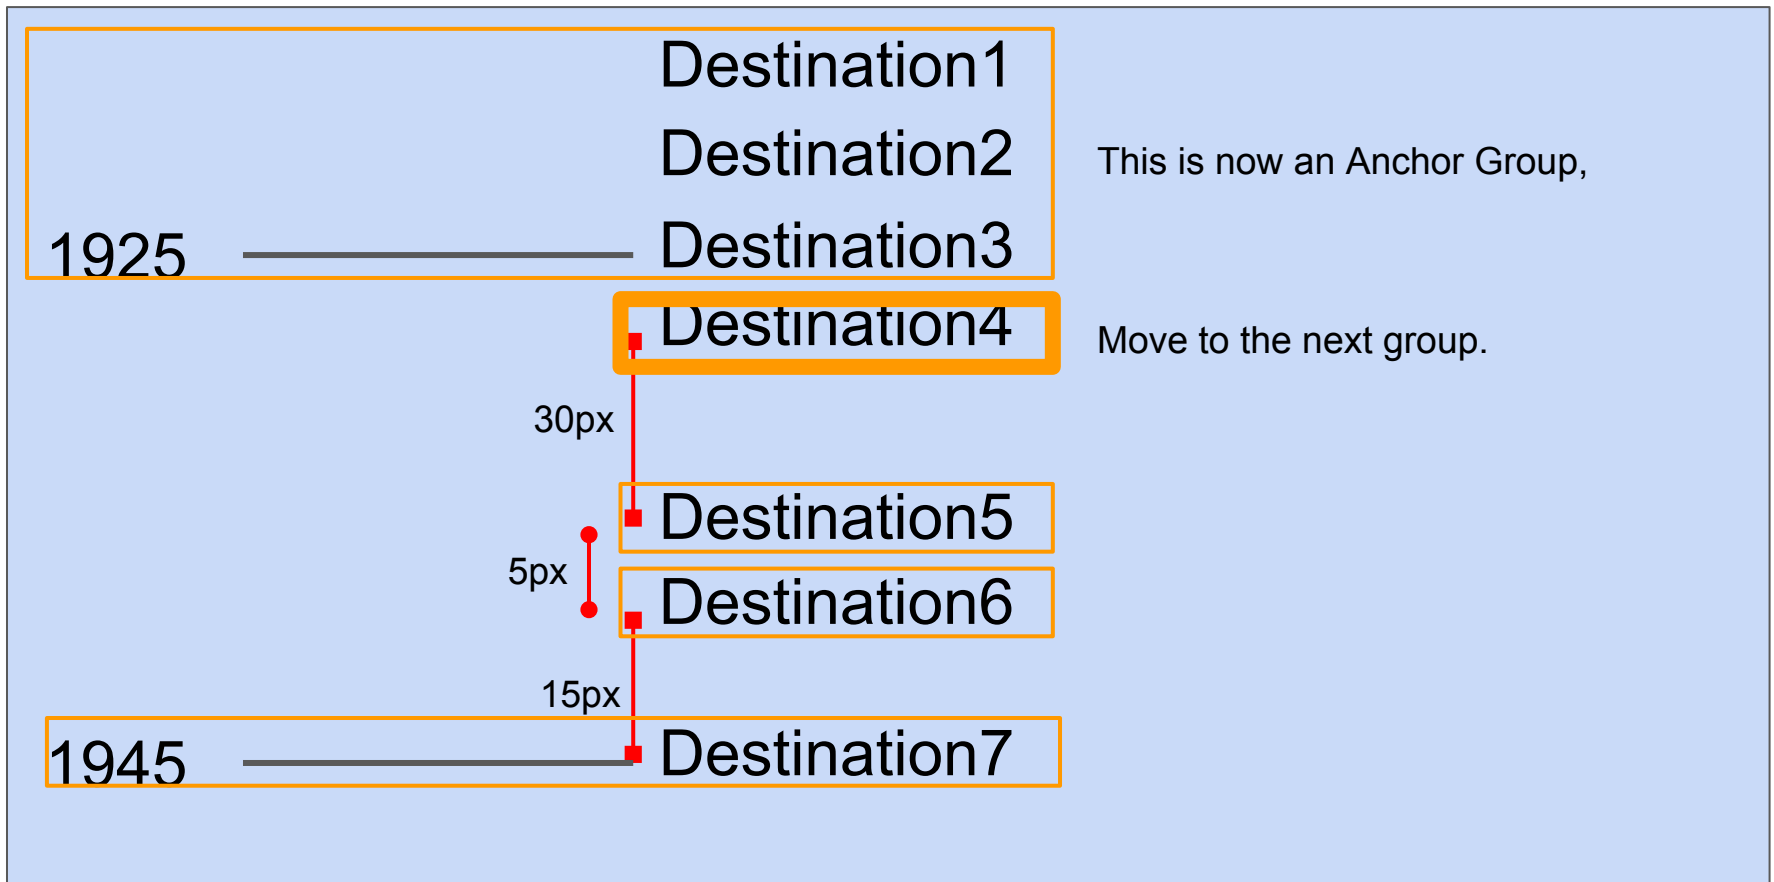 Destination1
Destination2
This is now an Anchor Group,
1925
Destination3
Destination4
Move to the next group.
30px
Destination5
5px
Destination6
15px
1945
Destination7